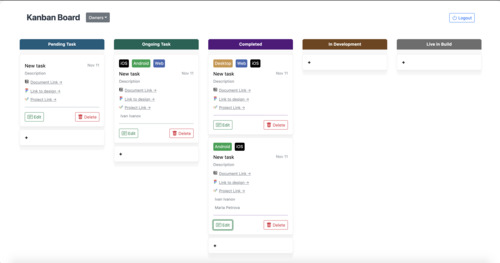 Kanban Board
Owners
Logout
Pending Task
New task
Nov 11
Description
Document Link →
Link to design →
Project Link →
Edit
Delete
+
Ongoing Task
iOS Android Web
New task
Nov 11
Description
Document Link →
Link to design →
Project Link →
Ivan Ivanov
Edit
Delete
+
Completed
Desktop Web iOS
New task
Nov 11
Description
Document Link →
Link to design →
Project Link →
Edit
Delete
Android iOS
New task
Nov 11
Description
Document Link →
Link to design →
Project Link →
Ivan Ivanov
Maria Petrova
Edit
Delete
+
In Development
+
Live in Build
+